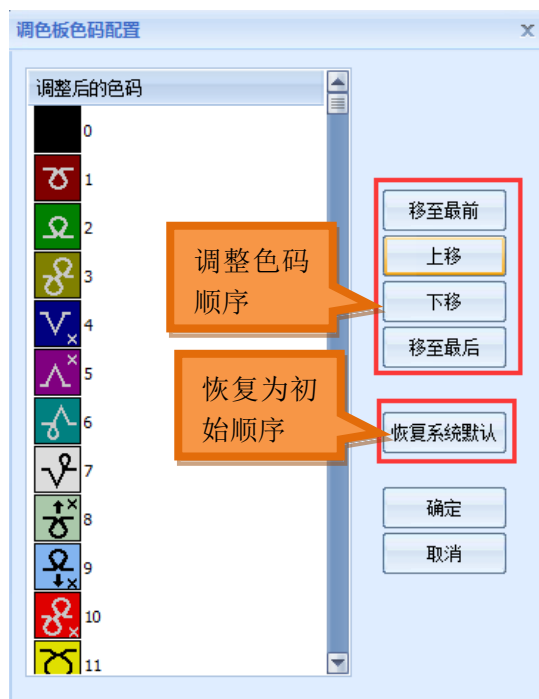 调色板色码配置
x
调整后的色码
0
1
2
3
4
5
6
7
8
9
10
11
移至最前
上移
下移
移至最后
恢复系统默认
确定
取消
调整色码
顺序
恢复为初
始顺序